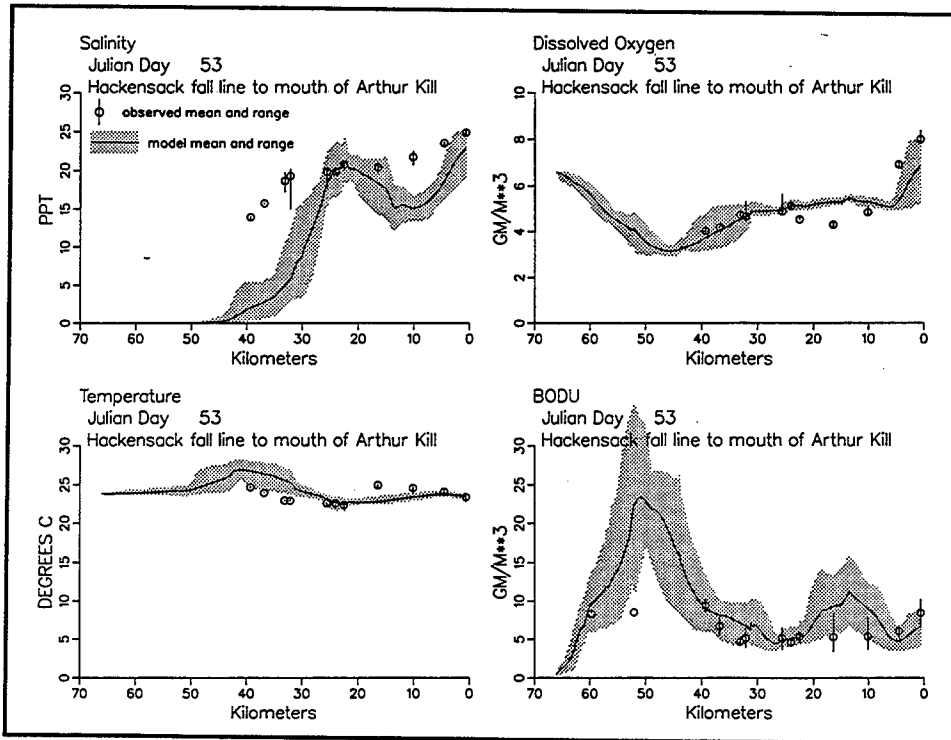 Salinity
Julian Day 53
Hackensack fall line to mouth of Arthur Kill
observed mean and range
model mean and range
PPT
30
25
20
15
10
5
0
70 60 50 40 30 20 10 0
Kilometers
Dissolved Oxygen
Julian Day 53
Hackensack fall line to mouth of Arthur Kill
GM/M**3
10
8
6
4
2
0
70 60 50 40 30 20 10 0
Kilometers
Temperature
Julian Day 53
Hackensack fall line to mouth of Arthur Kill
DEGREES C
30
25
20
15
10
5
0
70 60 50 40 30 20 10 0
Kilometers
BODU
Julian Day 53
Hackensack fall line to mouth of Arthur Kill
GM/M**3
30
25
20
15
10
5
0
70 60 50 40 30 20 10 0
Kilometers